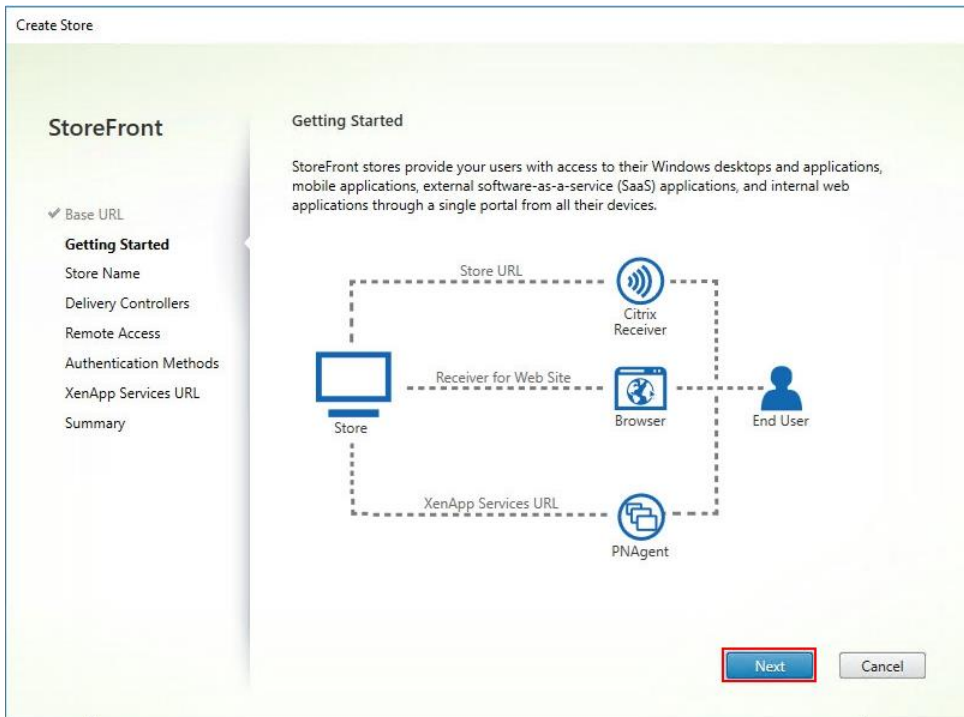 Create Store
StoreFront
Base URL
Getting Started
Store Name
Delivery Controllers
Remote Access
Authentication Methods
XenApp Services URL
Summary
Getting Started
StoreFront stores provide your users with access to their Windows desktops and applications,
mobile applications, external software-as-a-service (SaaS) applications, and internal web
applications through a single portal from all their devices.
Store URL
Citrix
Receiver
Receiver for Web Site
Store
Browser
End User
XenApp Services URL
PNAgent
Next
Cancel